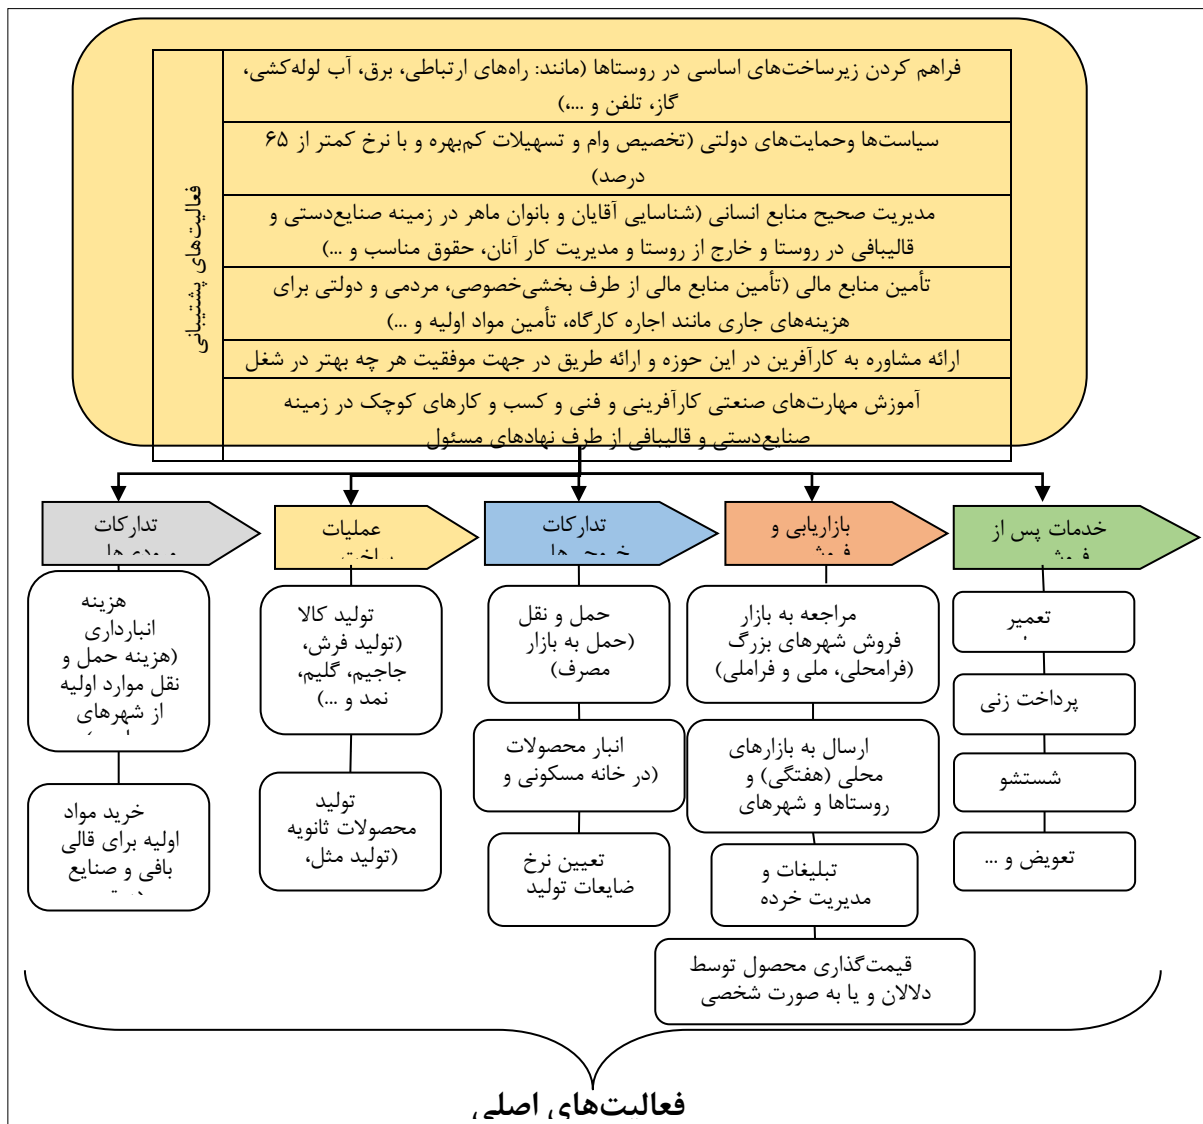 فعالیت‌های پشتیبانی
فراهم کردن زیرساخت‌های اساسی در روستاها (مانند: راه‌های ارتباطی، برق، آب لوله‌کشی،
گاز، تلفن و ...،)
سیاست‌ها وحمایت‌های دولتی (تخصیص وام و تسهیلات کم‌بهره و با نرخ کمتر از ۶۵
درصد)
مدیریت صحیح منابع انسانی (شناسایی آقایان و بانوان ماهر در زمینه صنایع‌دستی و
قالیبافی در روستا و خارج از روستا و مدیریت کار آنان، حقوق مناسب و ...)
تأمین منابع مالی (تأمین منابع مالی از طرف بخشی‌خصوصی، مردمی و دولتی برای
هزینه‌های جاری مانند اجاره کارگاه، تأمین مواد اولیه و ...)
ارائه مشاوره به کارآفرین در این حوزه و ارائه طریق در جهت موفقیت هر چه بهتر در شغل
آموزش مهارت‌های صنعتی کارآفرینی و فنی و کسب و کارهای کوچک در زمینه
صنایع‌دستی و قالیبافی از طرف نهادهای مسئول
خدمات پس از
فروش
تعمیر
پرداخت زنی
شستشو
تعویض و ...
بازاریابی و
فروش
مراجعه به بازار
فروش شهرهای بزرگ
(فرامحلی، ملی و فراملی)
ارسال به بازارهای
محلی (هفتگی) و
روستاها و شهرهای
تبلیغات و
مدیریت خرده
قیمت‌گذاری محصول توسط
دلالان و یا به صورت شخصی
تدارکات
حمل و نقل
(حمل به بازار
مصرف)
انبار محصولات
(در خانه مسکونی و
تعیین نرخ
ضایعات تولید
عملیات
تولید کالا
(تولید فرش،
جاجیم، گلیم،
نمد و ...)
تولید
محصولات ثانویه
(تولید مثل،
تدارکات
هزینه
انبارداری
(هزینه حمل و
نقل موارد اولیه
از شهرهای
خرید مواد
اولیه برای قالی
بافی و صنایع
فعالیت‌های اصلی